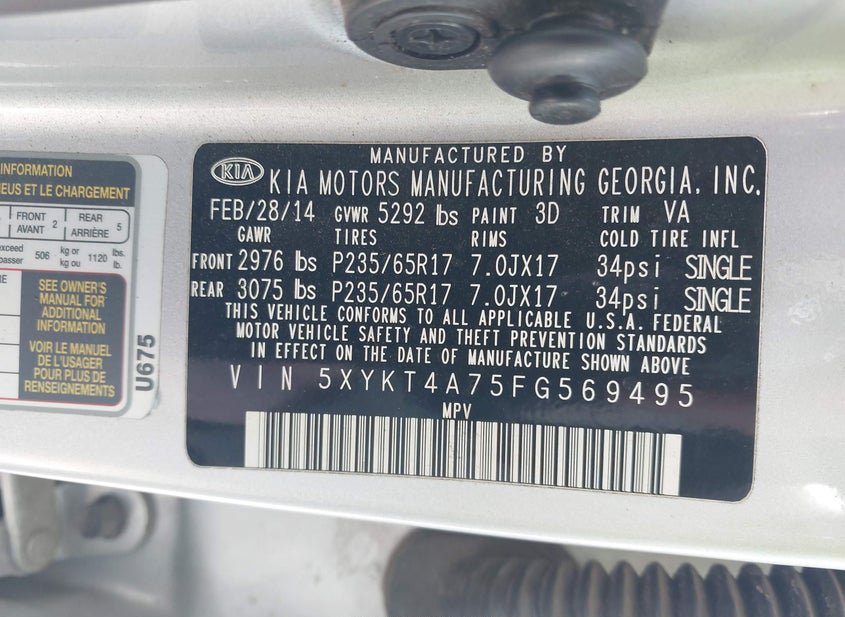 INFORMATION
NEUS ET LE CHARGEMENT
FRONT 2 REAR 5
AVANT ARRIÈRE
exceed 506 kg or 1120 lbs.
passer kg ou lb.
SEE OWNER'S
MANUAL FOR
ADDITIONAL
INFORMATION
VOIR LE MANUEL
DE L'USAGER
POUR PLUS DE
RENSEIGNEMENTS
U675
MANUFACTURED BY
KIA KIA MOTORS MANUFACTURING GEORGIA, INC.
FEB/28/14 GVWR 5292 lbs PAINT 3D TRIM VA
GAWR TIRES RIMS COLD TIRE INFL
FRONT 2976 lbs P235/65R17 7.0JX17 34psi SINGLE
REAR 3075 lbs P235/65R17 7.0JX17 34psi SINGLE
THIS VEHICLE CONFORMS TO ALL APPLICABLE U.S.A. FEDERAL
MOTOR VEHICLE SAFETY AND THEFT PREVENTION STANDARDS
IN EFFECT ON THE DATE OF MANUFACTURE SHOWN ABOVE
VIN 5XYKT4A75FG569495
MPV